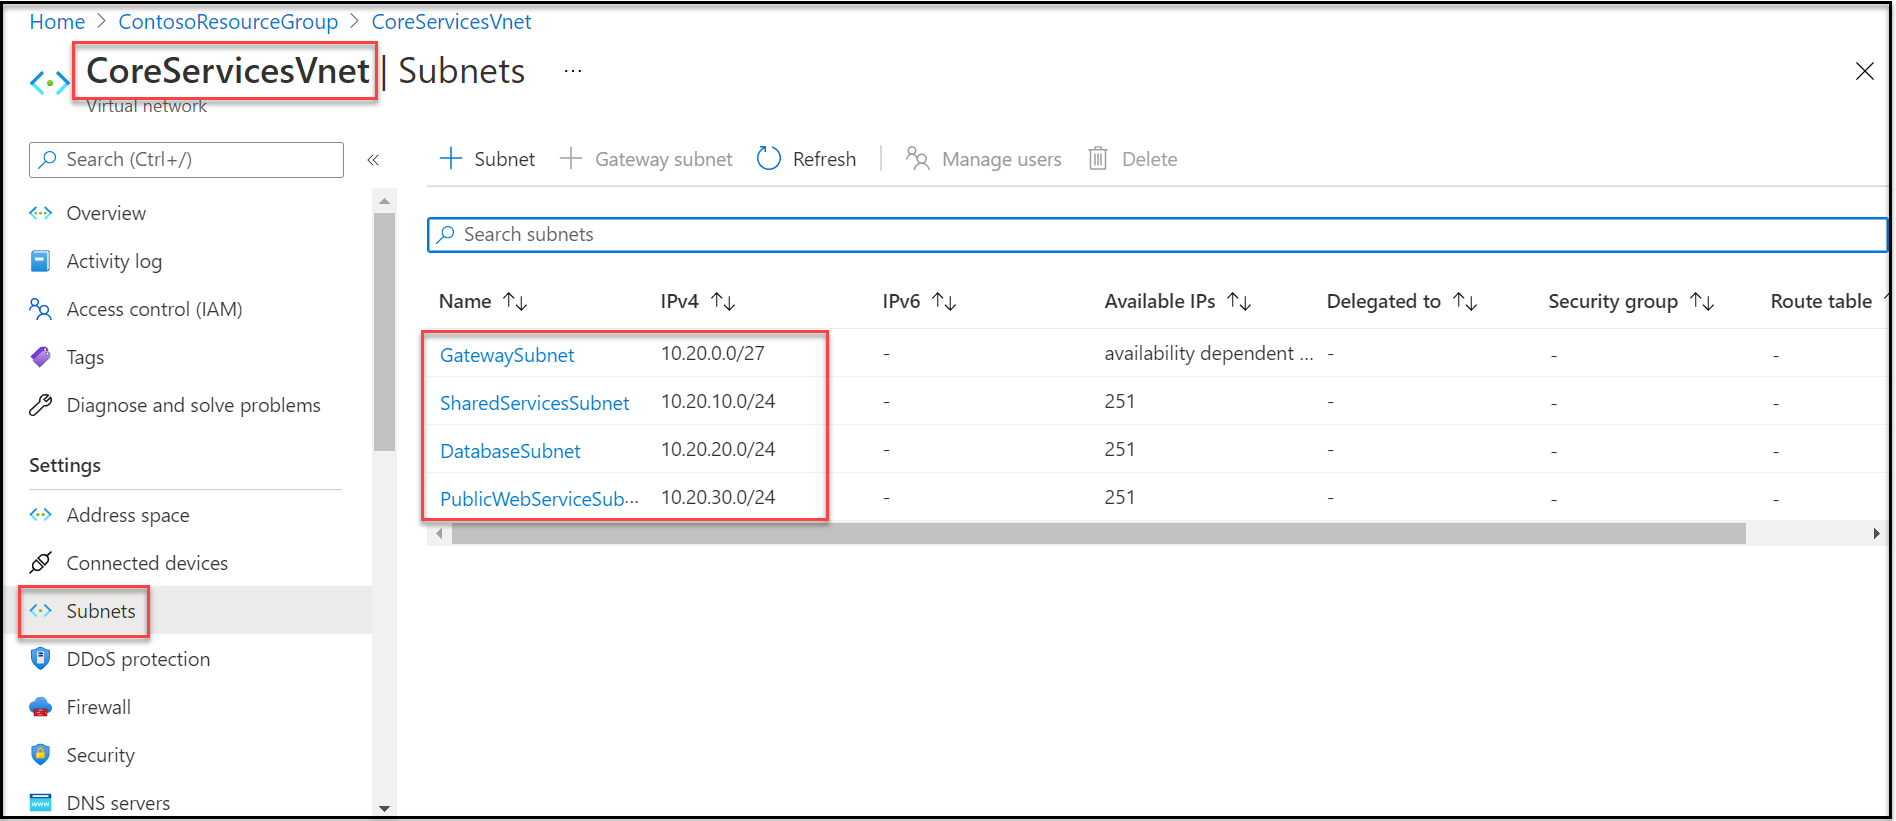 Home > ContosoResourceGroup > CoreServicesVnet
CoreServicesVnet | Subnets ...
Virtual network
Search (Ctrl+/) «
Overview
Activity log
Access control (IAM)
Tags
Diagnose and solve problems
Settings
Address space
Connected devices
Subnets
DDoS protection
Firewall
Security
DNS servers
+ Subnet + Gateway subnet Refresh Manage users Delete
Search subnets
Name ↑↓ IPv4 ↑↓ IPv6 ↑↓ Available IPs ↑↓ Delegated to ↑↓ Security group ↑↓ Route table ↑
GatewaySubnet 10.20.0.0/27 - availability dependent ... - - -
SharedServicesSubnet 10.20.10.0/24 - 251 - - -
DatabaseSubnet 10.20.20.0/24 - 251 - - -
PublicWebServiceSub... 10.20.30.0/24 - 251 - - -